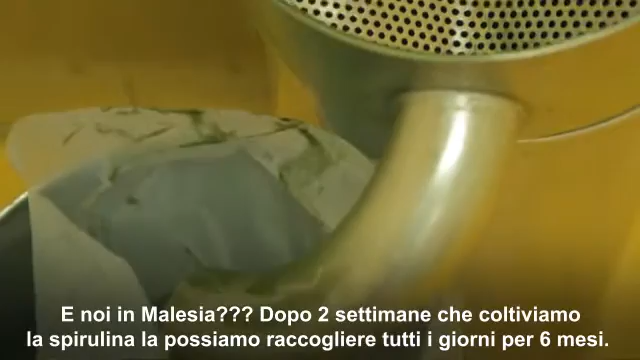 E noi in Malesia??? Dopo 2 settimane che coltiviamo
la spirulina la possiamo raccogliere tutti i giorni per 6 mesi.